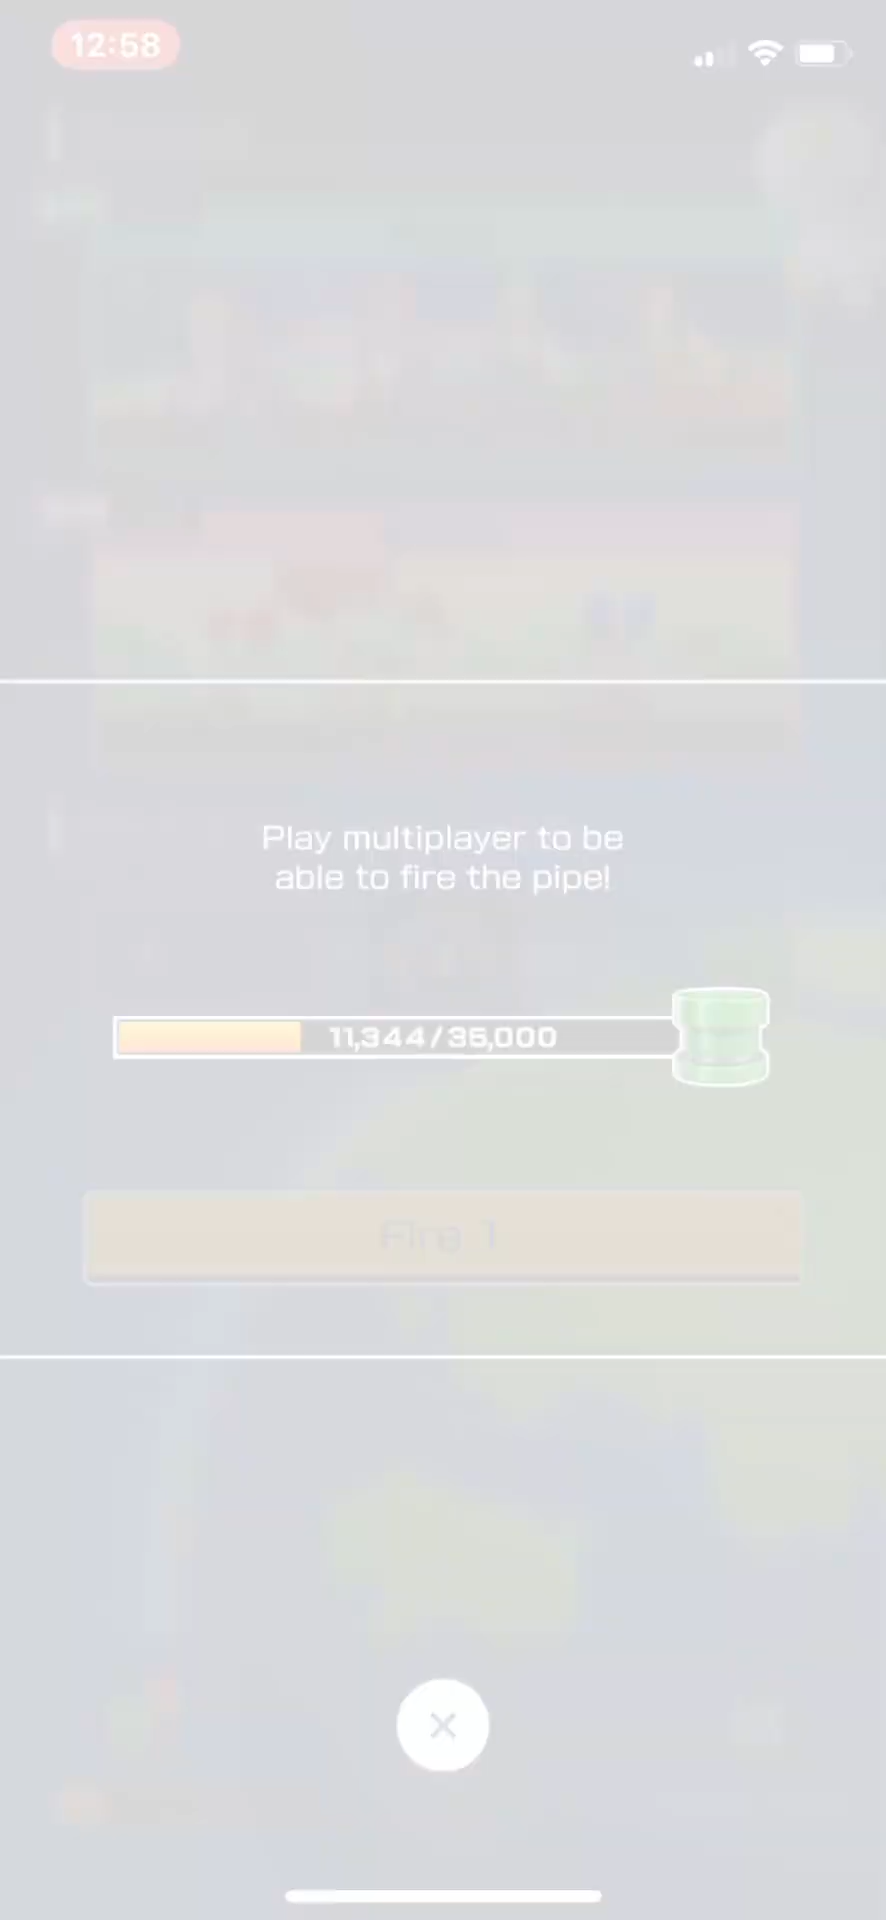 12:58
Play multiplayer to be
able to fire the pipe!
11,344/35,000
Fire 1